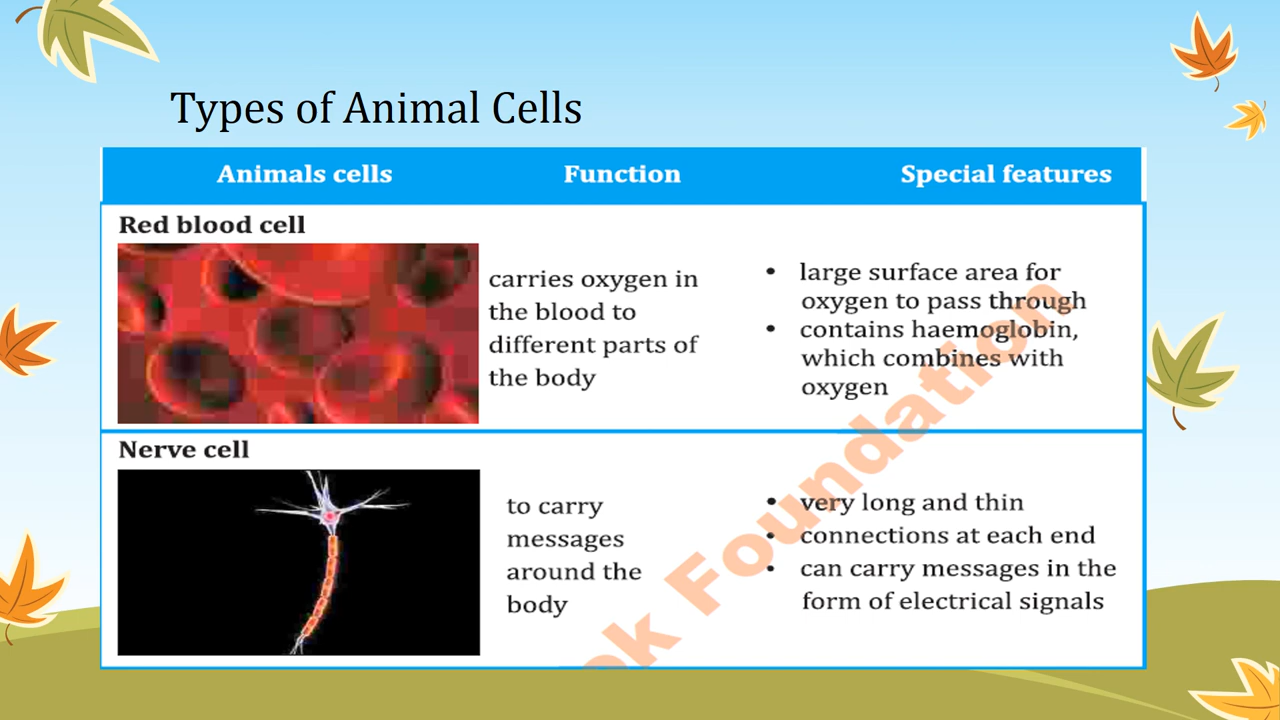 Types of Animal Cells
Animals cells Function Special features
Red blood cell
carries oxygen in
the blood to
different parts of
the body
• large surface area for
oxygen to pass through
• contains haemoglobin,
which combines with
oxygen
Nerve cell
to carry
messages
around the
body
• very long and thin
• connections at each end
• can carry messages in the
form of electrical signals
Foundation